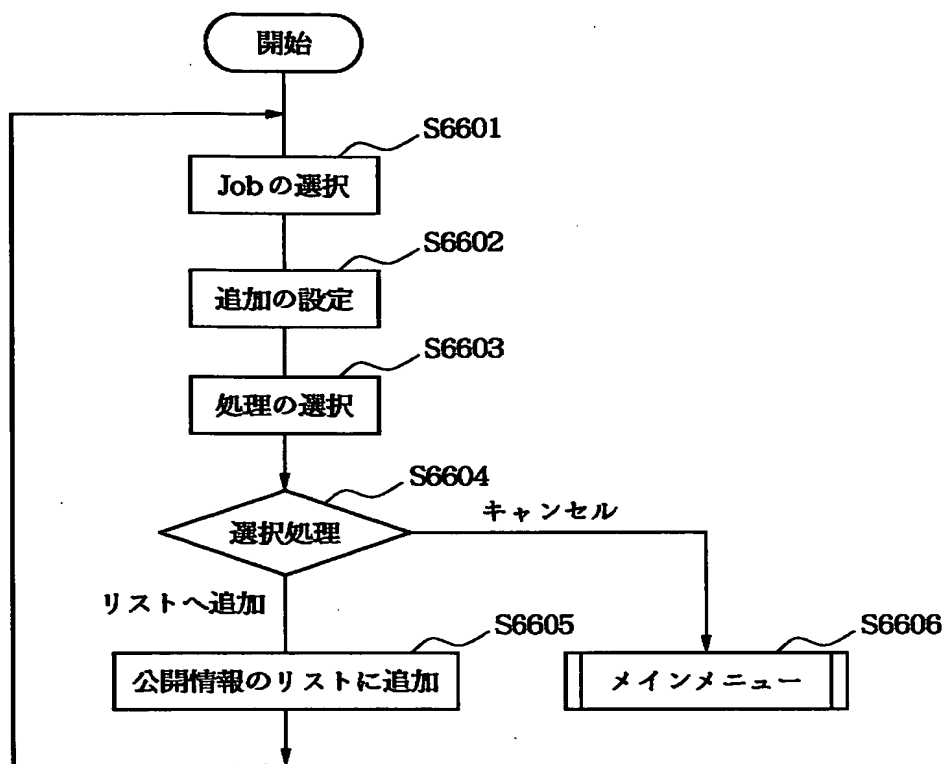 開始
S6601
Jobの選択
S6602
追加の設定
S6603
処理の選択
S6604
選択処理
キャンセル
リストへ追加
S6605
公開情報のリストに追加
S6606
メインメニュー